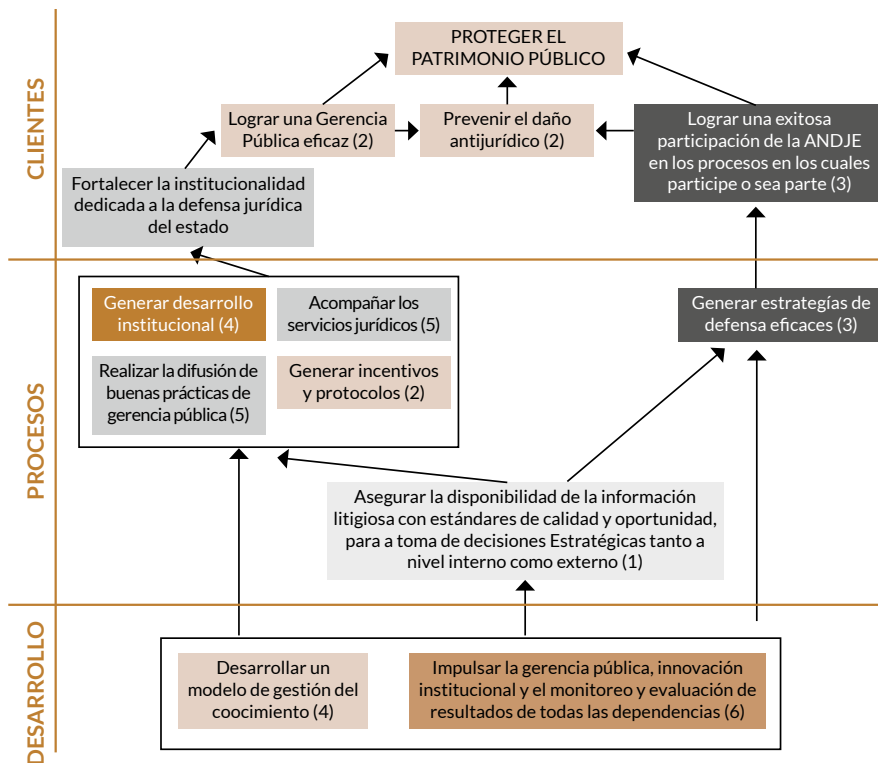 CLIENTES
PROTEGER EL
PATRIMONIO PÚBLICO
Lograr una Gerencia
Pública eficaz (2)
Prevenir el daño
antijurídico (2)
Lograr una exitosa
participación de la ANDJE
en los procesos en los cuales
participe o sea parte (3)
Fortalecer la institucionalidad
dedicada a la defensa jurídica
del estado
PROCESOS
Generar desarrollo
institucional (4)
Acompañar los
servicios jurídicos (5)
Realizar la difusión de
buenas prácticas de
gerencia pública (5)
Generar incentivos
y protocolos (2)
Generar estrategías de
defensa eficaces (3)
Asegurar la disponibilidad de la información
litigiosa con estándares de calidad y oportunidad,
para a toma de decisiones Estratégicas tanto a
nivel interno como externo (1)
DESARROLLO
Desarrollar un
modelo de gestión del
coocimiento (4)
Impulsar la gerencia pública, innovación
institucional y el monitoreo y evaluación de
resultados de todas las dependencias (6)